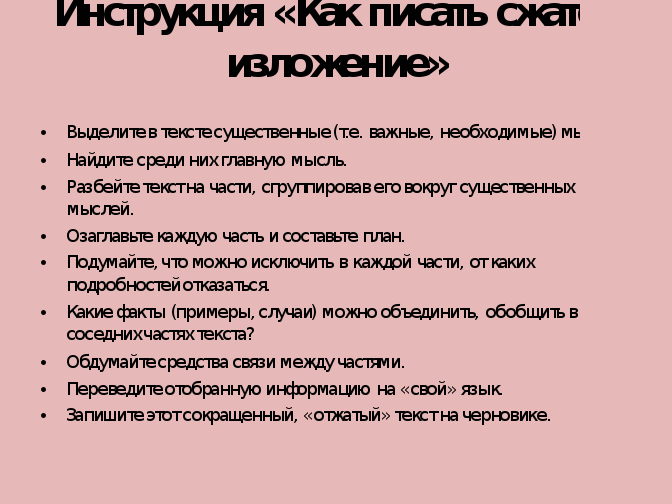 Инструкция «Как писать сжат
изложение»
• Выделите в тексте существенные (т.е. важные, необходимые) мы
• Найдите среди них главную мысль.
• Разбейте текст на части, сгруппировав его вокруг существенных
мыслей.
• Озаглавьте каждую часть и составьте план.
• Подумайте, что можно исключить в каждой части, от каких
подробностей отказаться.
• Какие факты (примеры, случаи) можно объединить, обобщить в
соседних частях текста?
• Обдумайте средства связи между частями.
• Переведите отобранную информацию на «свой» язык.
• Запишите этот сокращенный, «отжатый» текст на черновике.